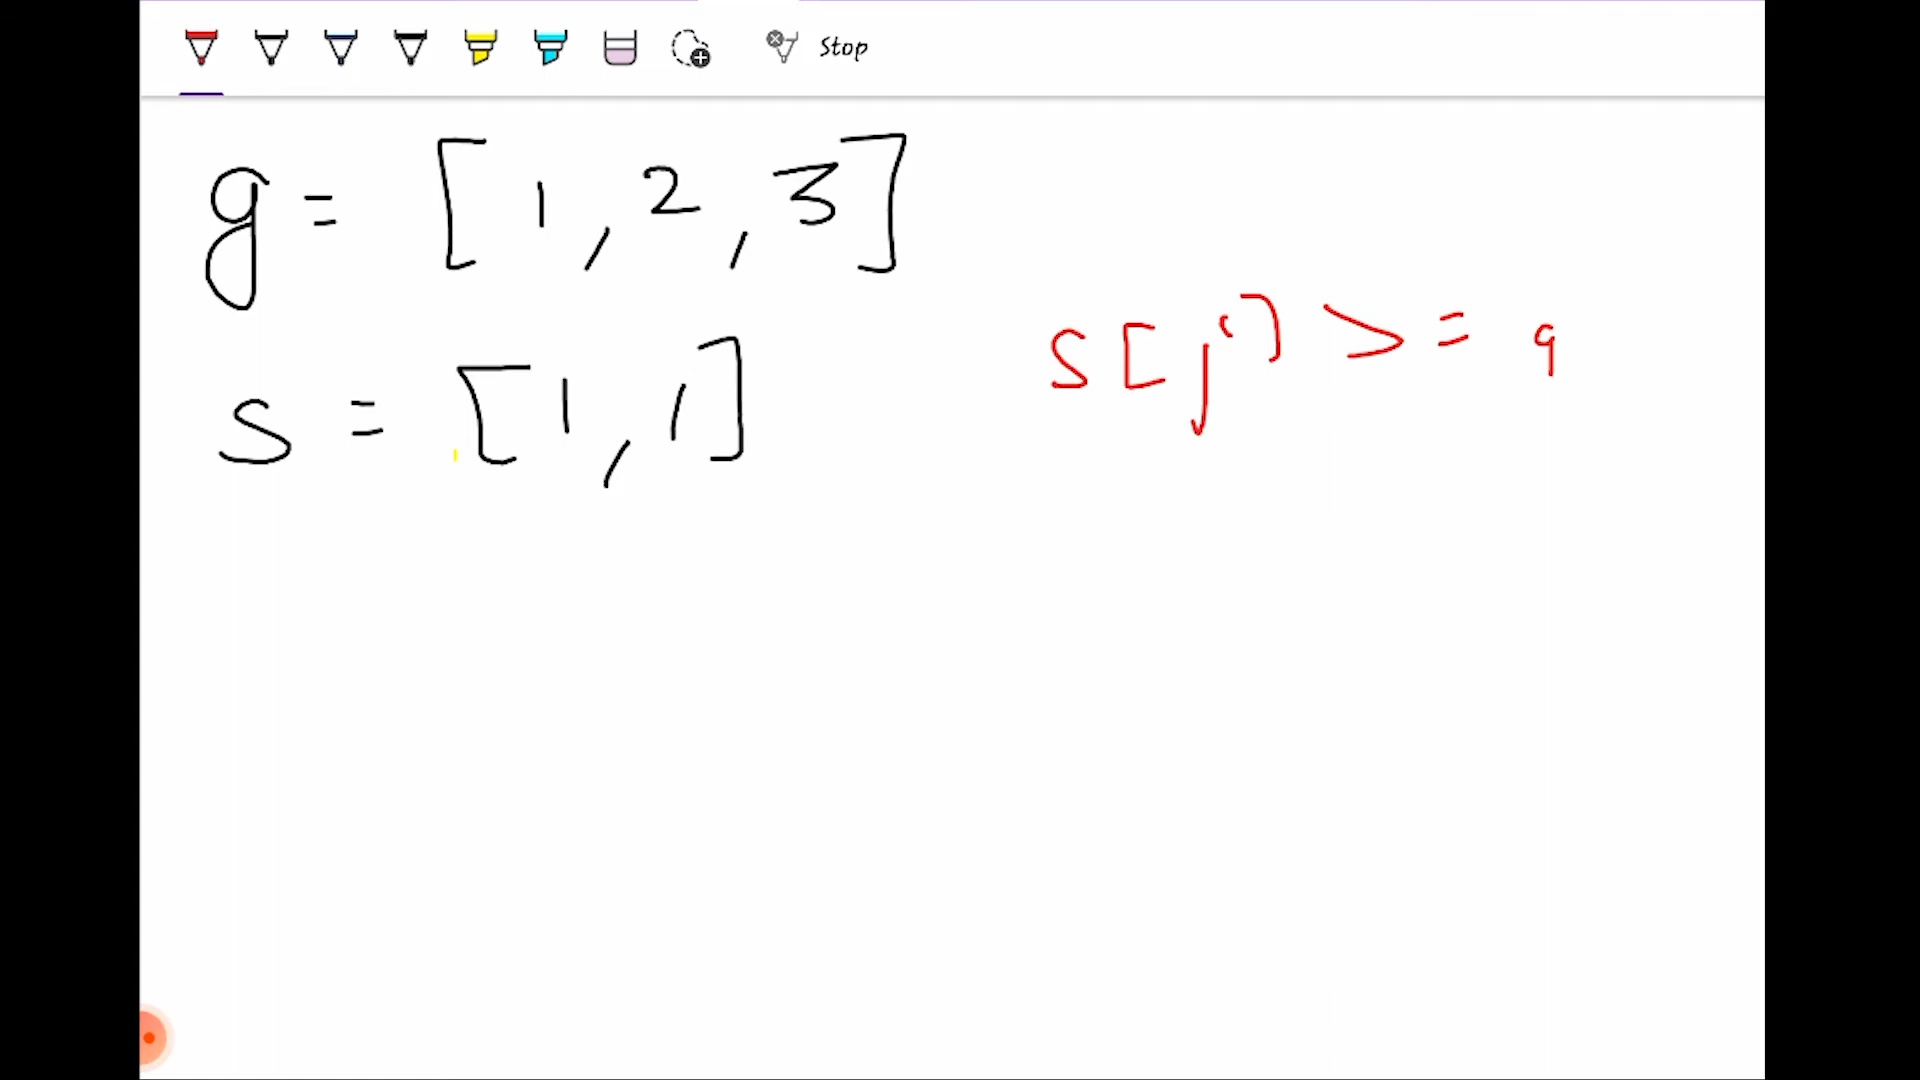 Stop
g = [1, 2, 3]
s = [1, 1]
s[j] >= g